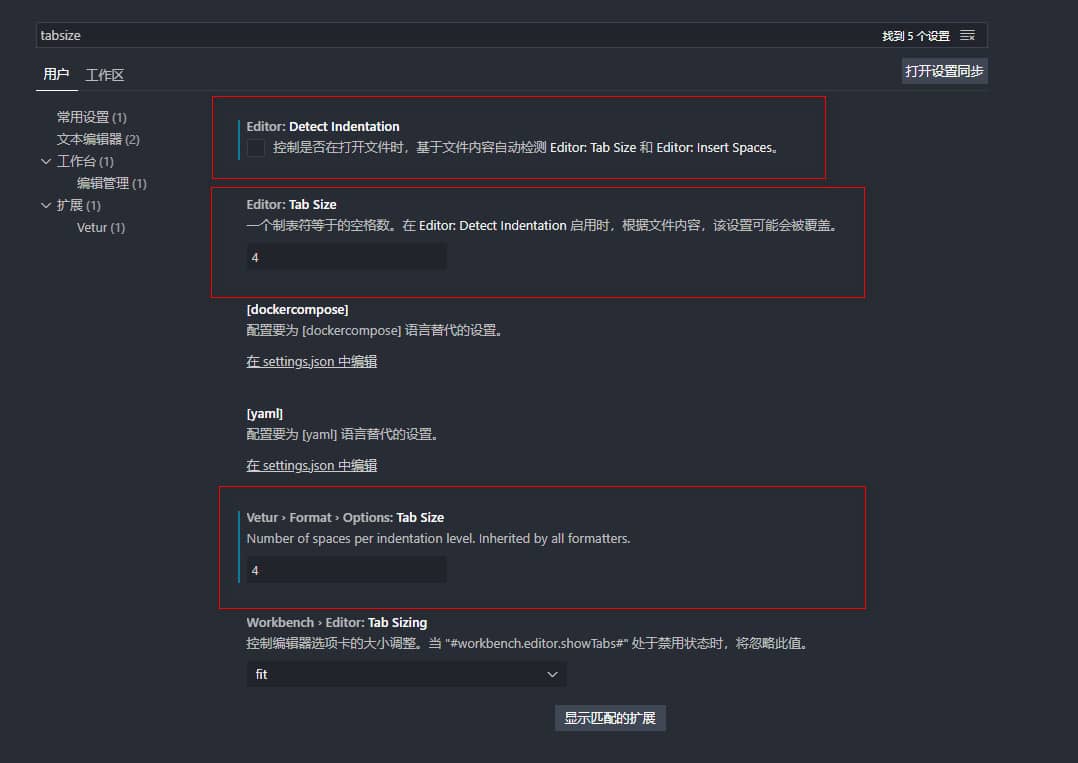 tabsize
找到 5 个设置
用户
工作区
打开设置同步
常用设置 (1)
文本编辑器 (2)
工作台 (1)
编辑管理 (1)
扩展 (1)
Vetur (1)
Editor: Detect Indentation
控制是否在打开文件时，基于文件内容自动检测 Editor: Tab Size 和 Editor: Insert Spaces。
Editor: Tab Size
一个制表符等于的空格数。在 Editor: Detect Indentation 启用时，根据文件内容，该设置可能会被覆盖。
4
[dockercompose]
配置要为 [dockercompose] 语言替代的设置。
在 settings.json 中编辑
[yaml]
配置要为 [yaml] 语言替代的设置。
在 settings.json 中编辑
Vetur › Format › Options: Tab Size
Number of spaces per indentation level. Inherited by all formatters.
4
Workbench › Editor: Tab Sizing
控制编辑器选项卡的大小调整。当 "#workbench.editor.showTabs#" 处于禁用状态时，将忽略此值。
fit
显示匹配的扩展